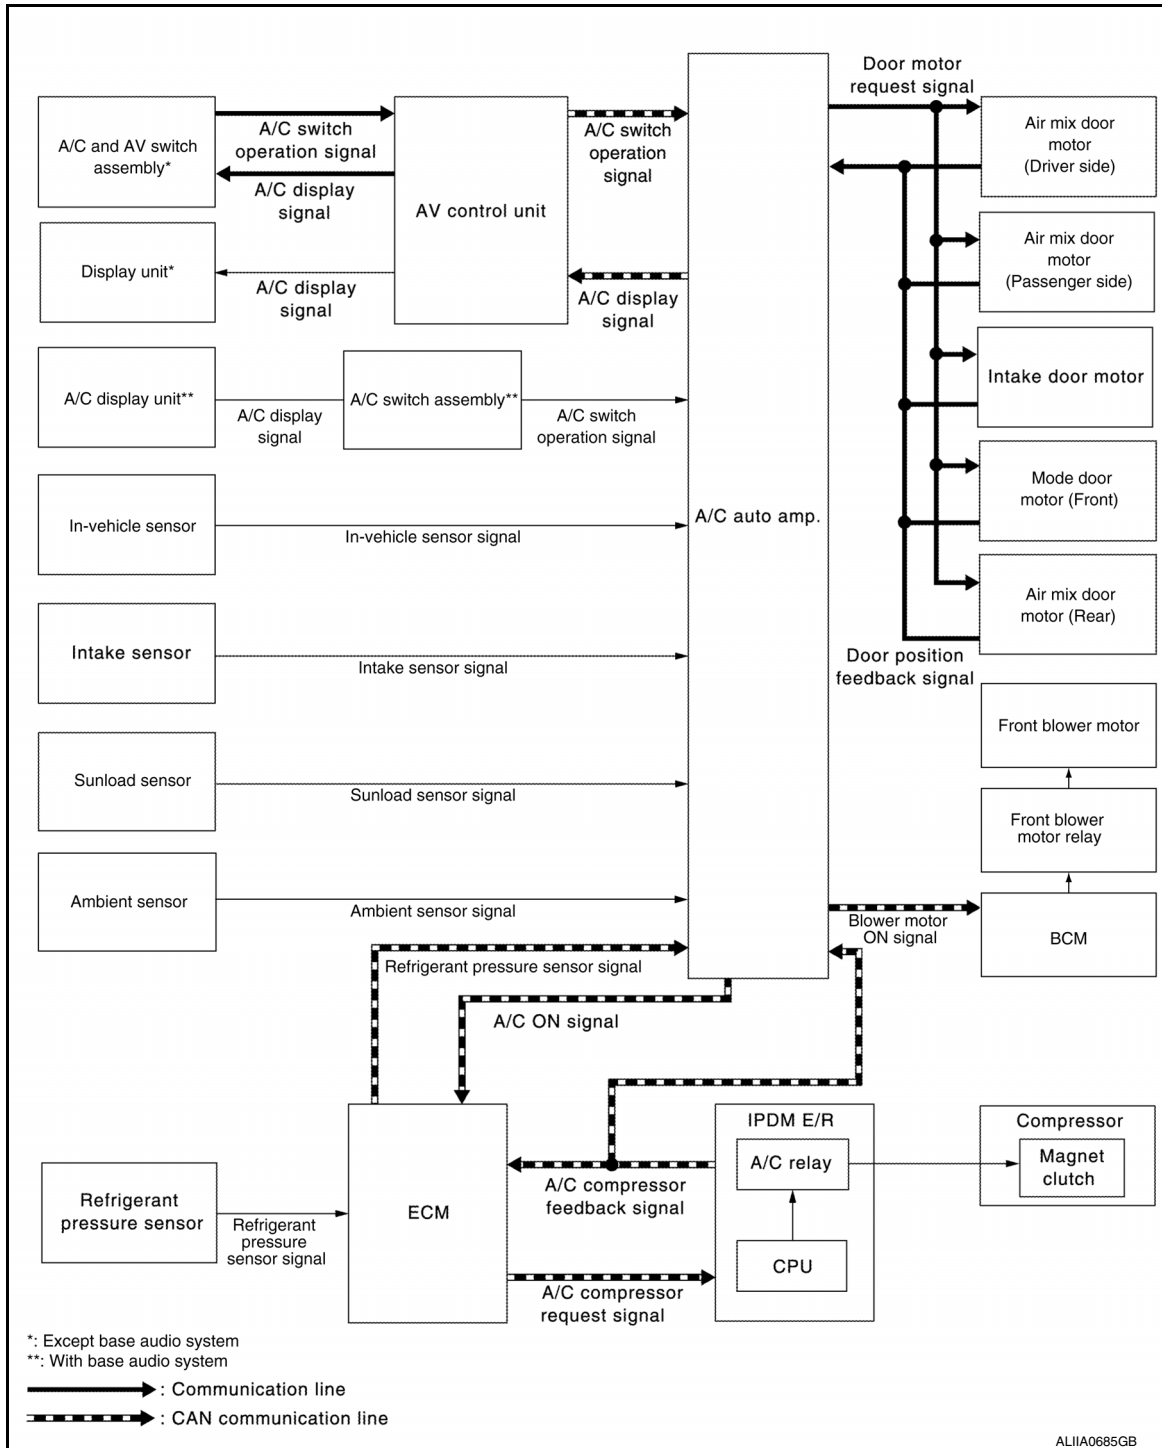 Door motor
request signal
A/C and AV switch
assembly*
A/C switch
operation signal
A/C display
signal
AV control unit
A/C switch
operation
signal
Air mix door
motor
(Driver side)
Display unit*
A/C display
signal
A/C display
signal
Air mix door
motor
(Passenger side)
A/C display unit**
A/C display
signal
A/C switch assembly**
A/C switch
operation signal
Intake door motor
In-vehicle sensor
In-vehicle sensor signal
A/C auto amp.
Mode door
motor (Front)
Intake sensor
Intake sensor signal
Air mix door
motor (Rear)
Door position
feedback signal
Sunload sensor
Sunload sensor signal
Front blower motor
Front blower
motor relay
Ambient sensor
Ambient sensor signal
Blower motor
ON signal
BCM
Refrigerant pressure sensor signal
A/C ON signal
Refrigerant
pressure sensor
Refrigerant
pressure
sensor signal
ECM
A/C compressor
feedback signal
A/C compressor
request signal
IPDM E/R
A/C relay
CPU
Compressor
Magnet
clutch
*: Except base audio system
**: With base audio system
: Communication line
: CAN communication line
ALIIA0685GB